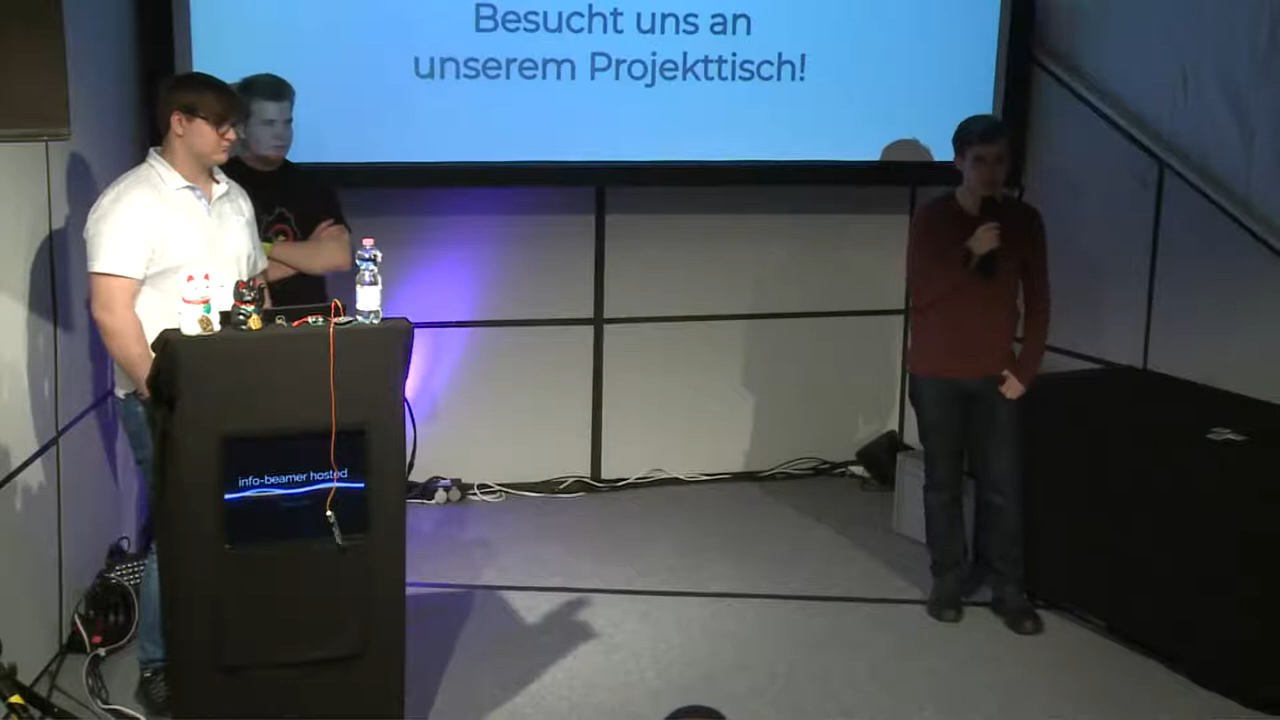 Besucht uns an
unserem Projekttisch!
info-beamer hosted